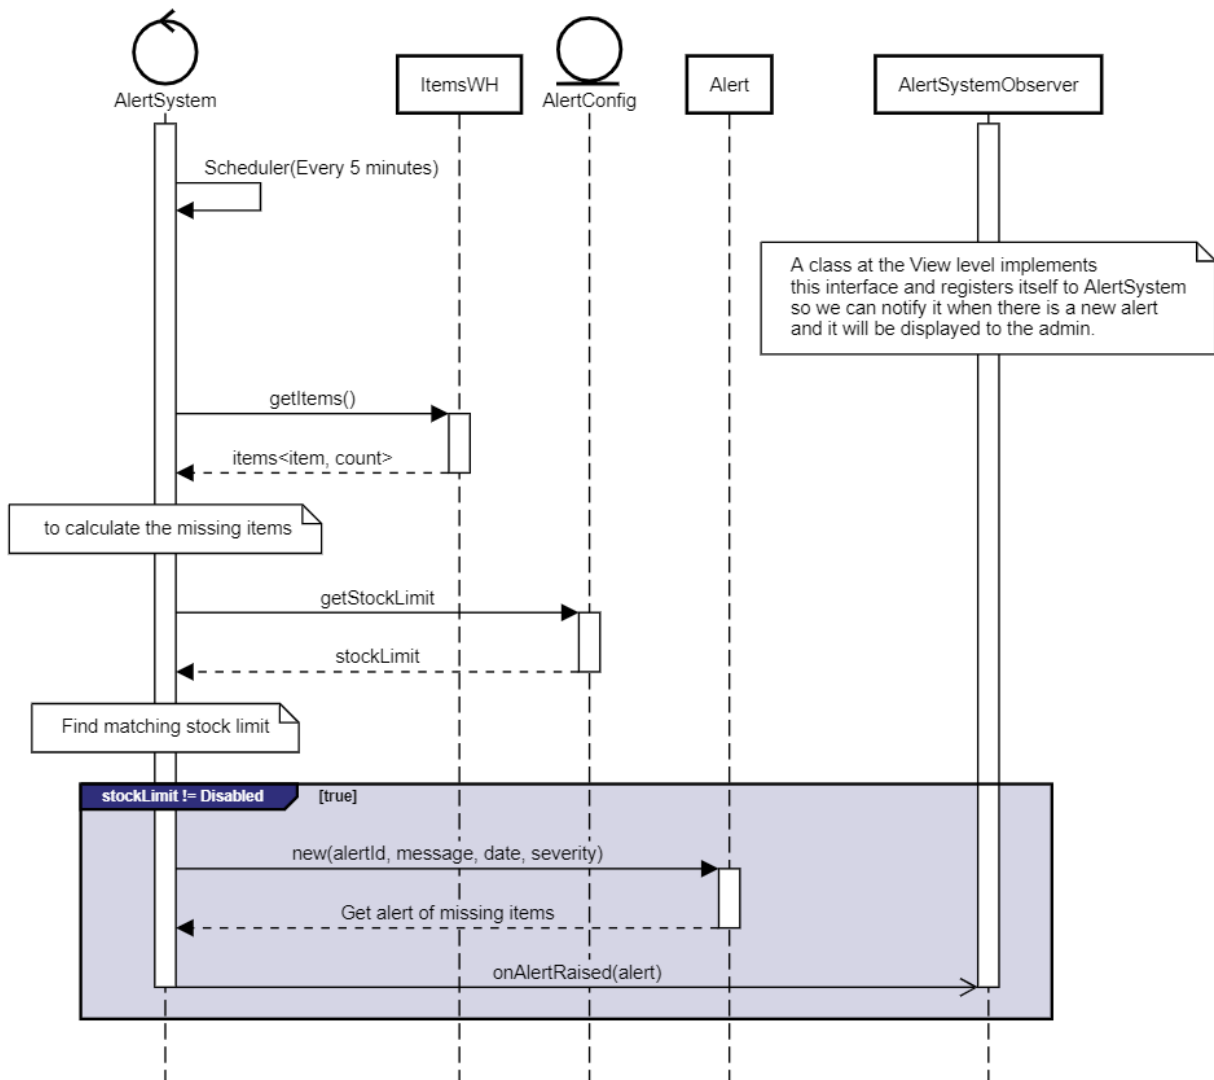 AlertSystem
ItemsWH
AlertConfig
Alert
AlertSystemObserver
Scheduler(Every 5 minutes)
A class at the View level implements
this interface and registers itself to AlertSystem
so we can notify it when there is a new alert
and it will be displayed to the admin.
getItems()
items<item, count>
to calculate the missing items
getStockLimit
stockLimit
Find matching stock limit
stockLimit != Disabled [true]
new(alertId, message, date, severity)
Get alert of missing items
onAlertRaised(alert)